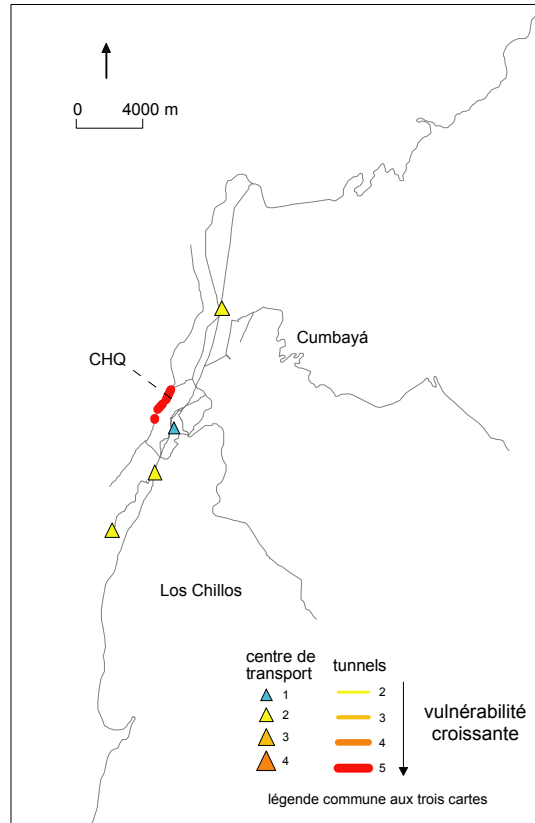 0 4000 m
CHQ
Cumbayá
Los Chillos
centre de
transport
1
2
3
4
tunnels
2
3
4
5
vulnérabilité
croissante
légende commune aux trois cartes